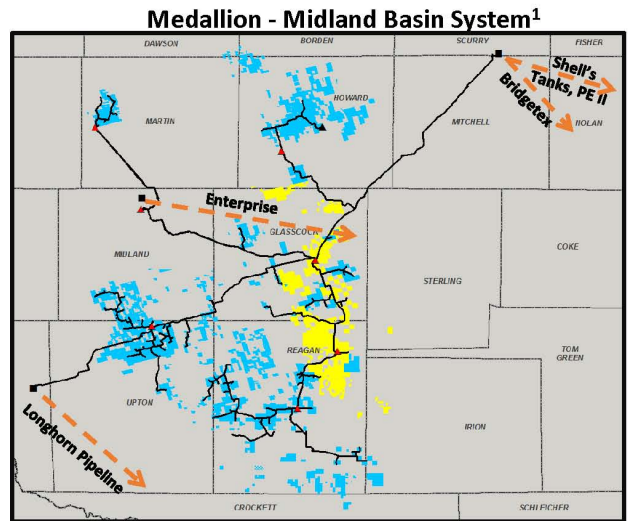 Medallion - Midland Basin System1
DAWSON
BORDEN
SCURRY
FISHER
Shell's
Tanks, PE II
Bridgetex
HOWARD
MARTIN
MITCHELL
NOLAN
Enterprise
GLASSCOCK
COKE
MIDLAND
STERLING
REAGAN
TOM
GREEN
UPTON
IRION
Longhorn Pipeline
CROCKETT
SCHLEICHER